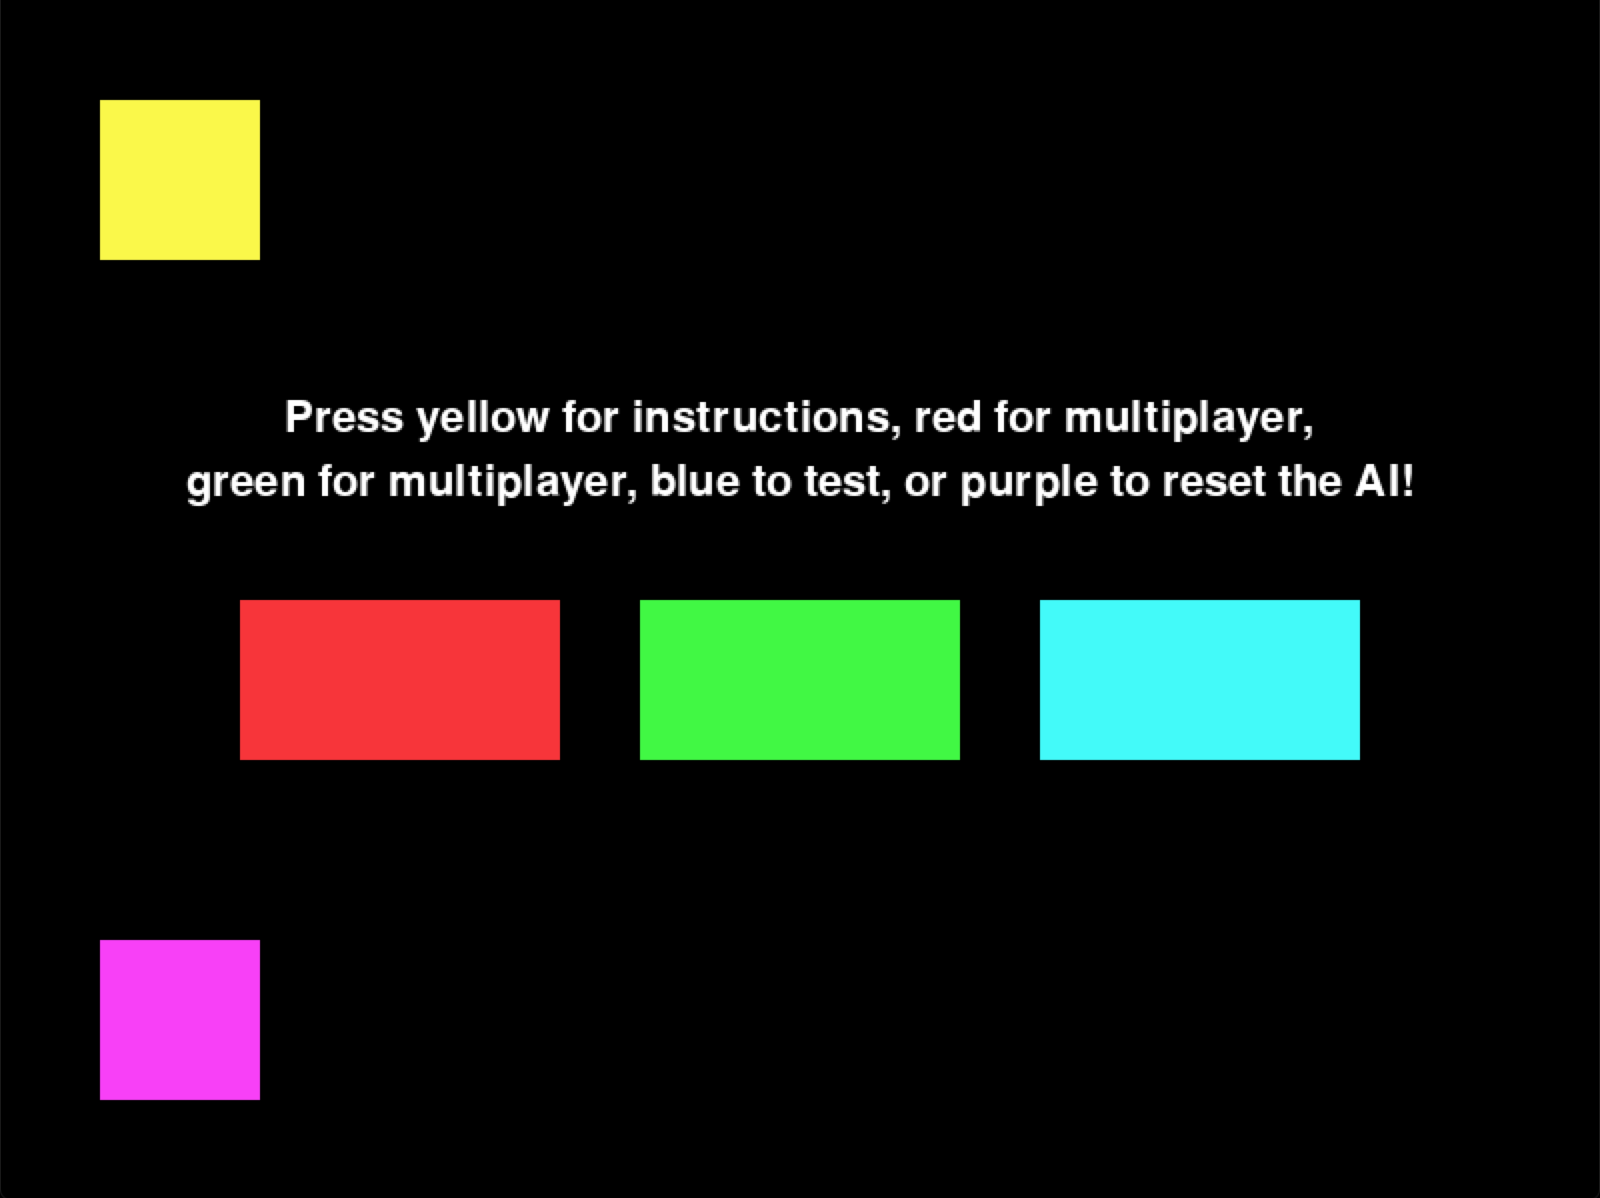 Press yellow for instructions, red for multiplayer,
green for multiplayer, blue to test, or purple to reset the AI!